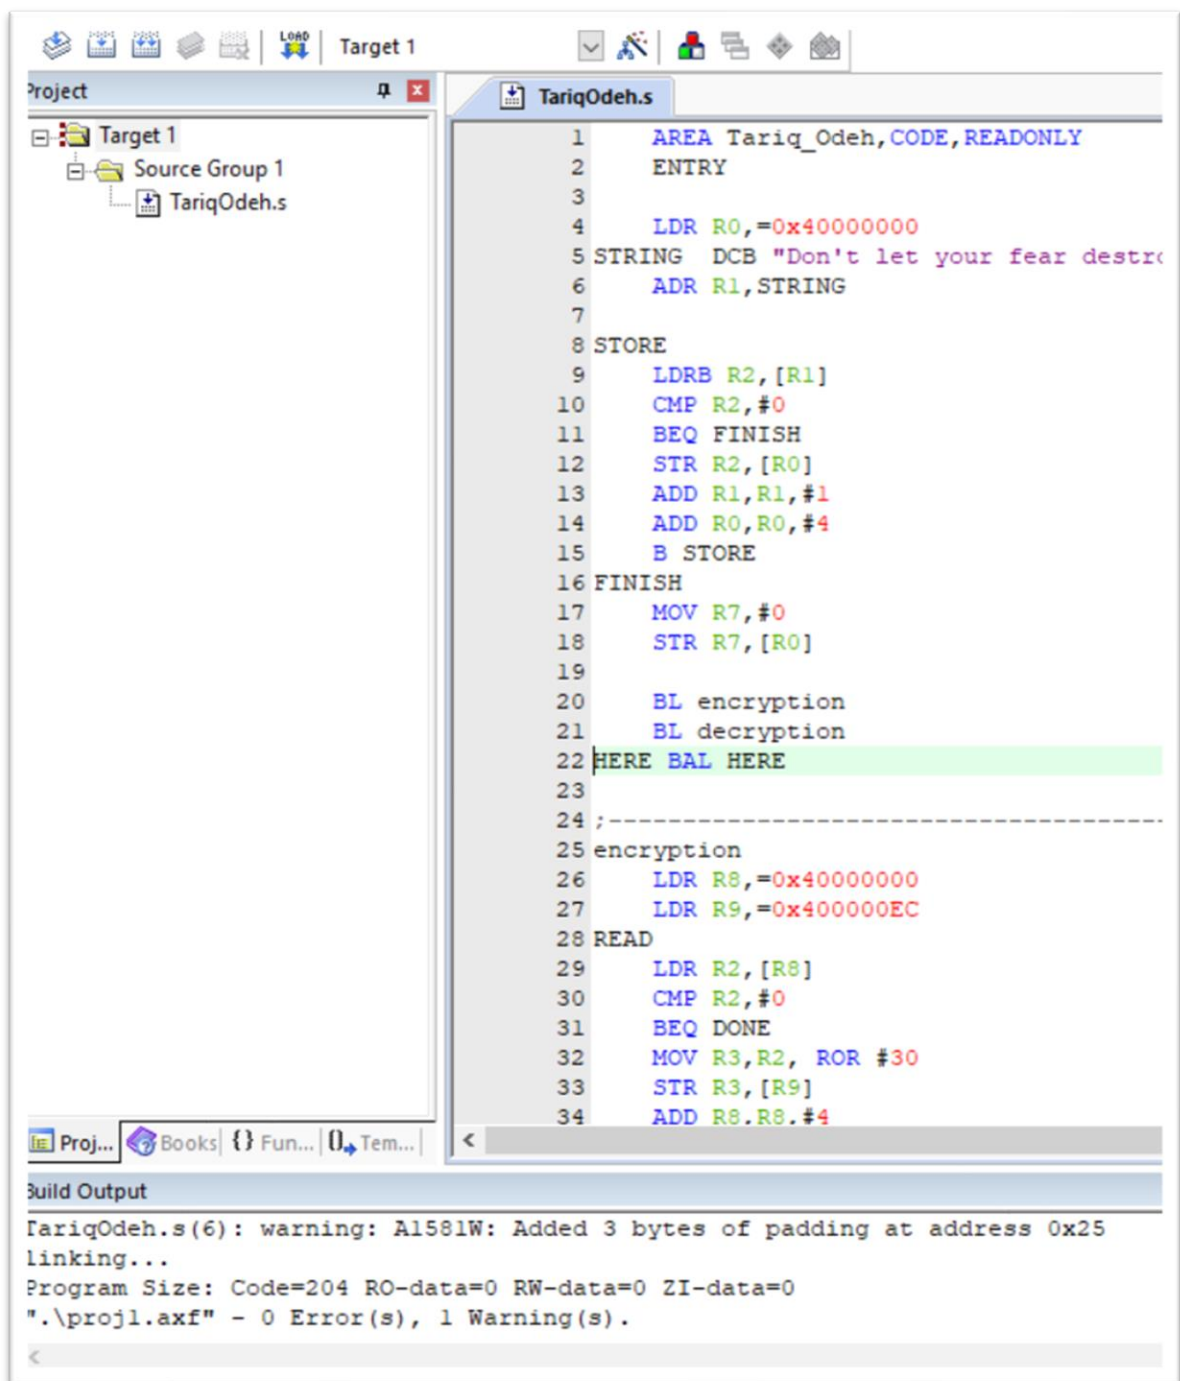 LOAD Target 1
Project
TariqOdeh.s
Target 1
Source Group 1
TariqOdeh.s
1 AREA Tariq_Odeh,CODE,READONLY
2 ENTRY
3
4 LDR R0,=0x40000000
5 STRING DCB "Don't let your fear destr
6 ADR R1,STRING
7
8 STORE
9 LDRB R2,[R1]
10 CMP R2,#0
11 BEQ FINISH
12 STR R2,[R0]
13 ADD R1,R1,#1
14 ADD R0,R0,#4
15 B STORE
16 FINISH
17 MOV R7,#0
18 STR R7,[R0]
19
20 BL encryption
21 BL decryption
22 HERE BAL HERE
23
24 ;--------------------------------------
25 encryption
26 LDR R8,=0x40000000
27 LDR R9,=0x400000EC
28 READ
29 LDR R2,[R8]
30 CMP R2,#0
31 BEQ DONE
32 MOV R3,R2, ROR #30
33 STR R3,[R9]
34 ADD R8,R8,#4
Proj... Books {} Fun... Tem...
Build Output
TariqOdeh.s(6): warning: A1581W: Added 3 bytes of padding at address 0x25
linking...
Program Size: Code=204 RO-data=0 RW-data=0 ZI-data=0
".\proj1.axf" - 0 Error(s), 1 Warning(s).